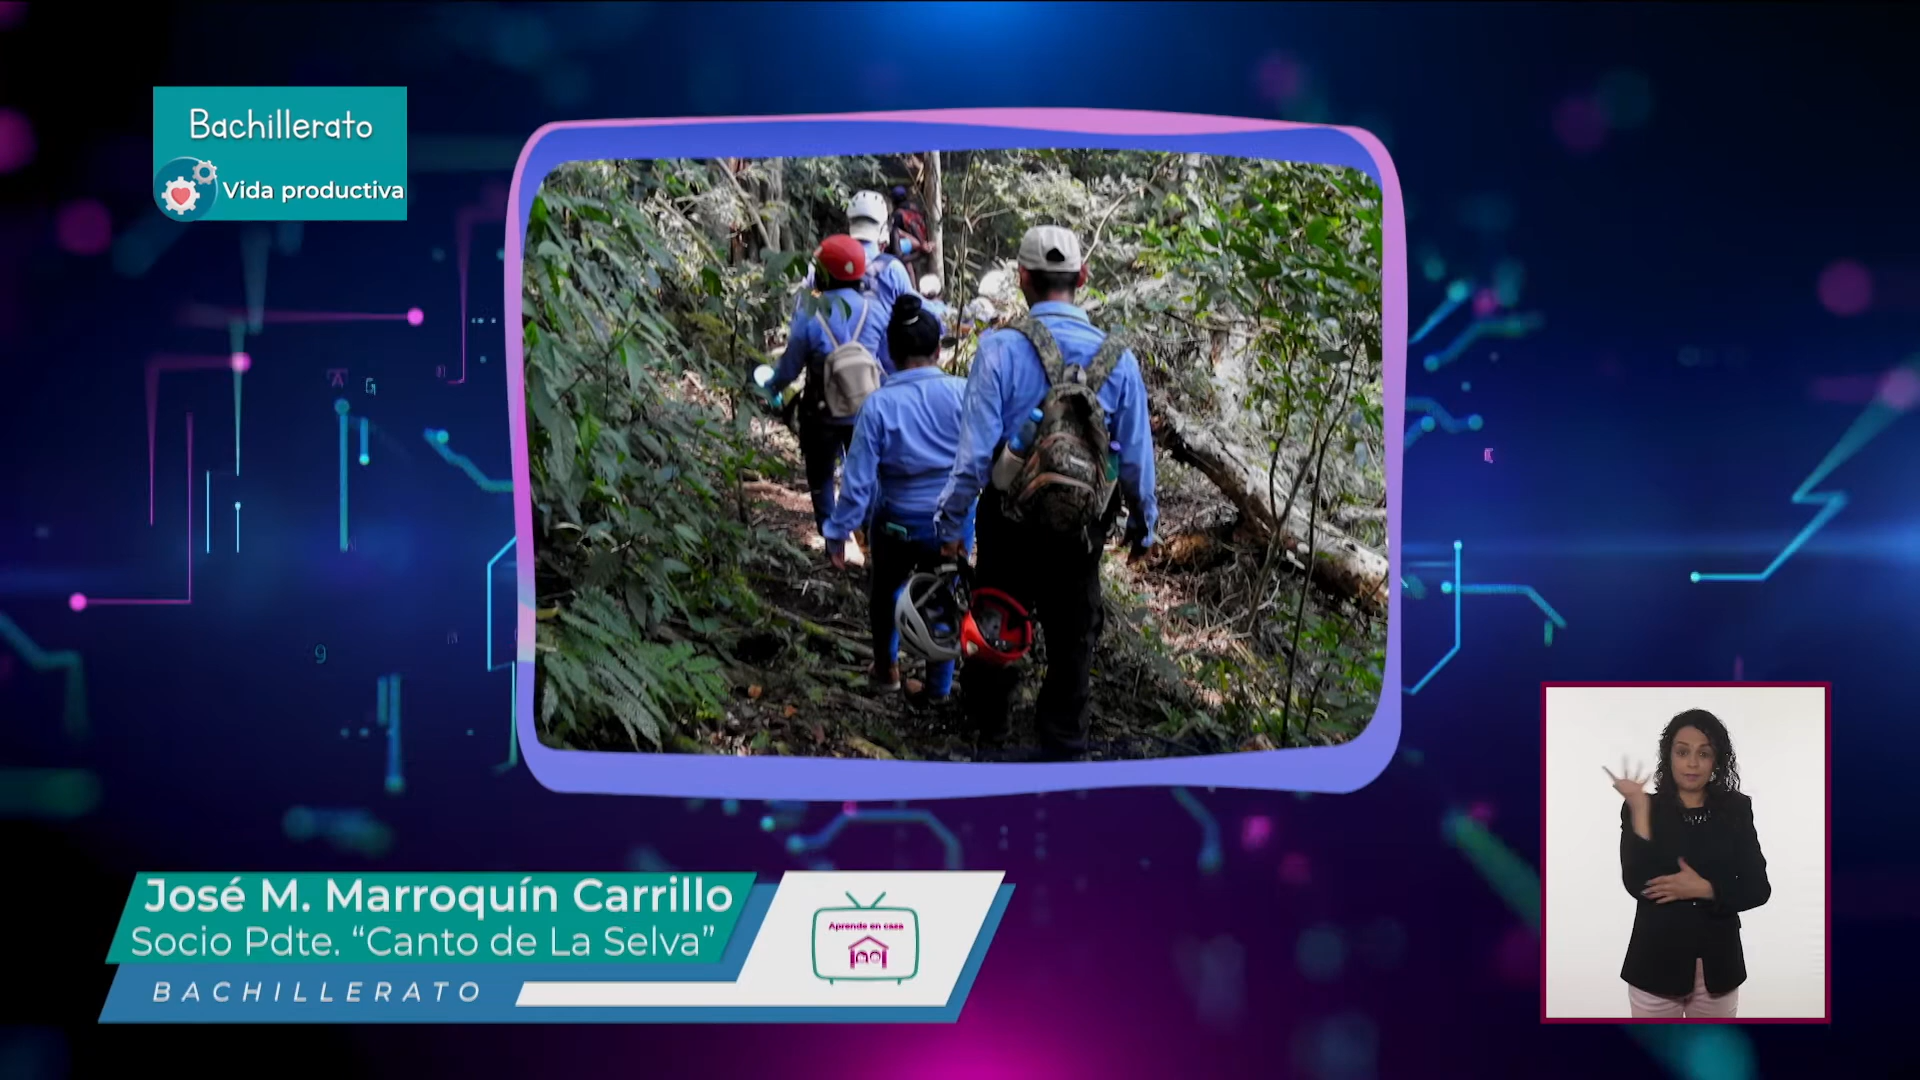 Bachillerato
Vida productiva
José M. Marroquín Carrillo
Socio Pdte. “Canto de La Selva”
BACHILLERATO
Aprende en casa